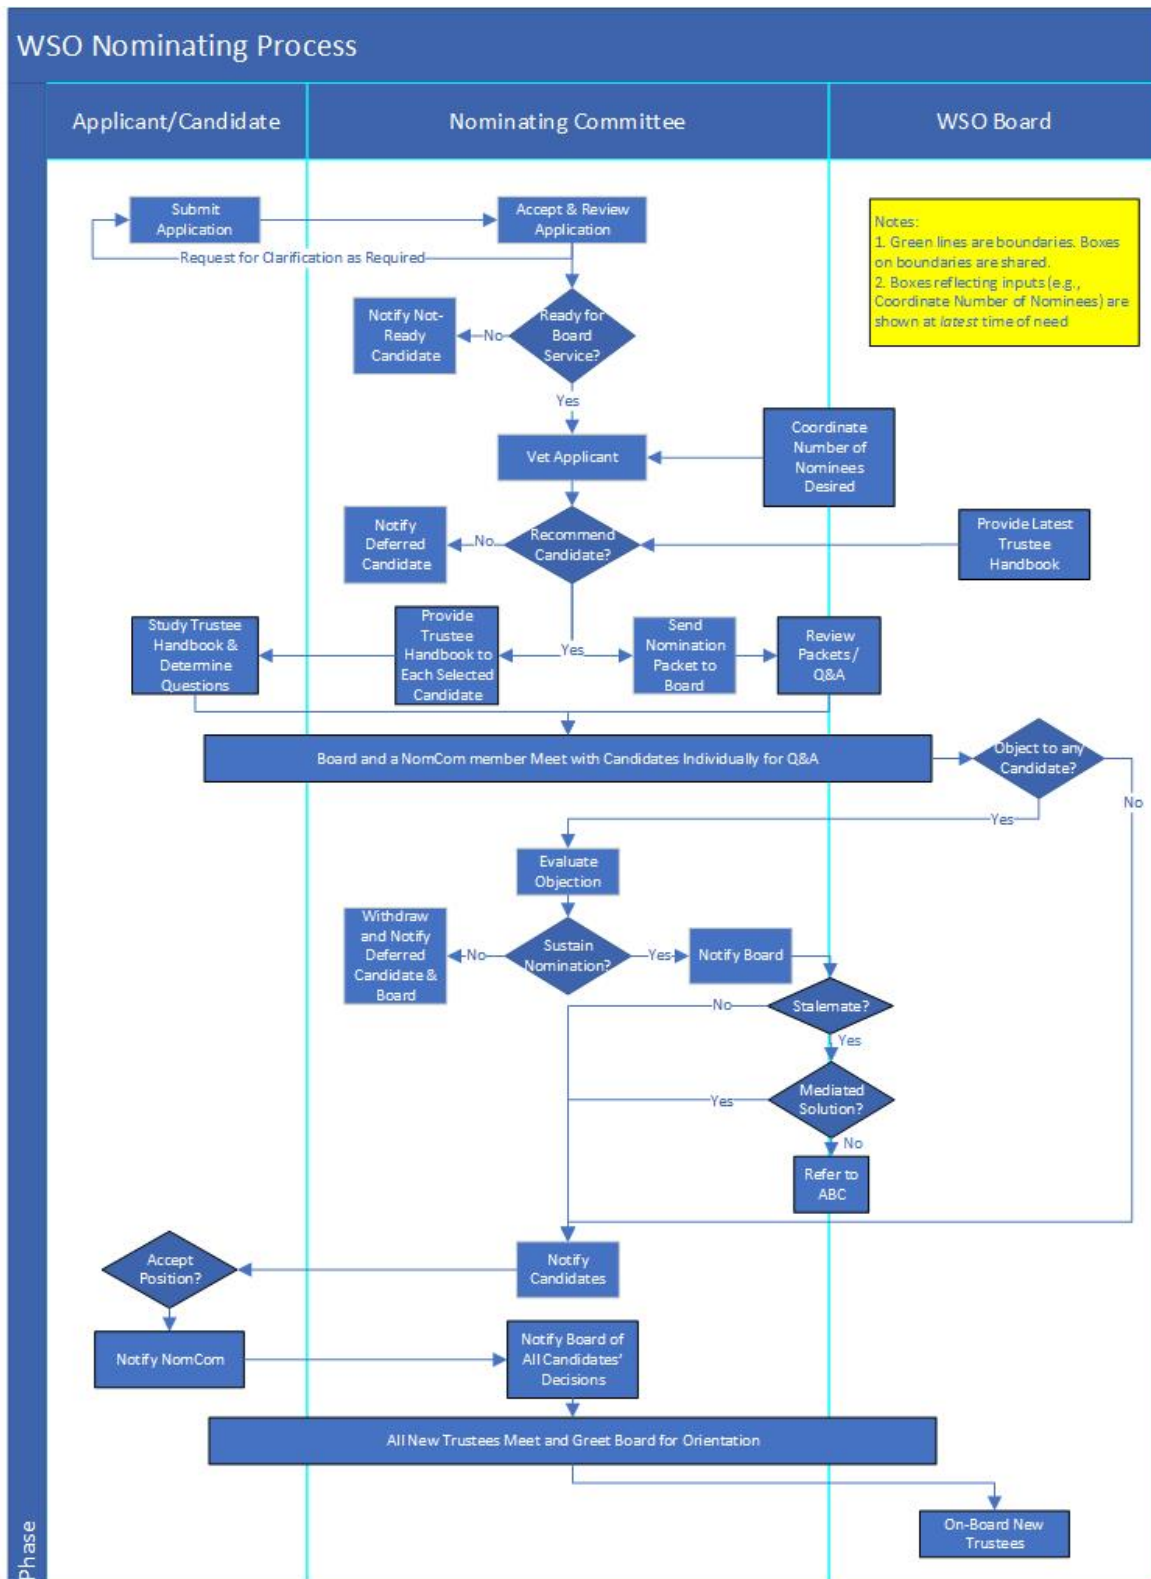 WSO Nominating Process
Applicant/Candidate
Nominating Committee
WSO Board
Submit
Application
Accept & Review
Application
Request for Clarification as Required
Notes:
1. Green lines are boundaries. Boxes
on boundaries are shared.
2. Boxes reflecting inputs (e.g.,
Coordinate Number of Nominees) are
shown at latest time of need
Notify Not-
Ready
Candidate
No
Ready for
Board
Service?
Yes
Vet Applicant
Coordinate
Number of
Nominees
Desired
Notify
Deferred
Candidate
No
Recommend
Candidate?
Provide Latest
Trustee
Handbook
Study Trustee
Handbook &
Determine
Questions
Provide
Trustee
Handbook to
Each Selected
Candidate
Yes
Send
Nomination
Packet to
Board
Review
Packets /
Q&A
Board and a NomCom member Meet with Candidates Individually for Q&A
Object to any
Candidate?
No
Yes
Evaluate
Objection
Withdraw
and Notify
Deferred
Candidate &
Board
No
Sustain
Nomination?
Yes
Notify Board
No
Stalemate?
Yes
Yes
Mediated
Solution?
No
Refer to
ABC
Accept
Position?
Notify
Candidates
Notify NomCom
Notify Board of
All Candidates'
Decisions
All New Trustees Meet and Greet Board for Orientation
On-Board New
Trustees
Phase